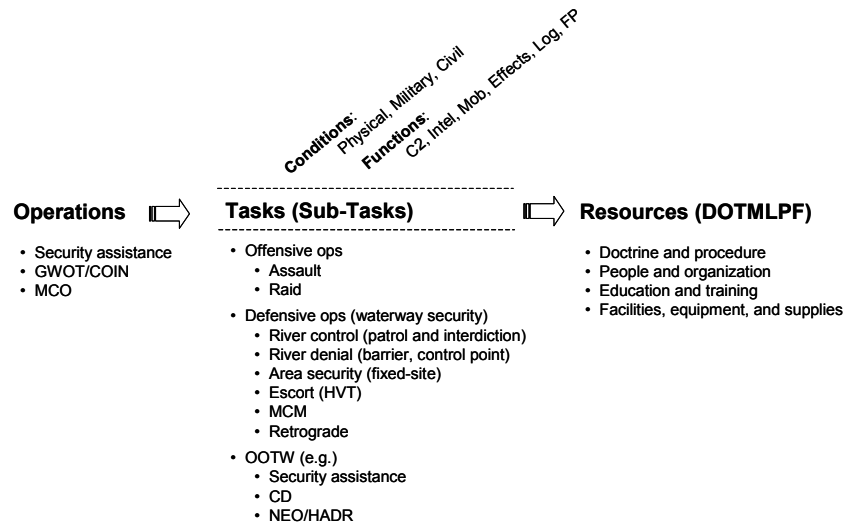 Conditions:
Physical, Military, Civil
Functions:
C2, Intel, Mob, Effects, Log, FP
Operations
• Security assistance
• GWOT/COIN
• MCO
Tasks (Sub-Tasks)
• Offensive ops
• Assault
• Raid
• Defensive ops (waterway security)
• River control (patrol and interdiction)
• River denial (barrier, control point)
• Area security (fixed-site)
• Escort (HVT)
• MCM
• Retrograde
• OOTW (e.g.)
• Security assistance
• CD
• NEO/HADR
Resources (DOTMLPF)
• Doctrine and procedure
• People and organization
• Education and training
• Facilities, equipment, and supplies